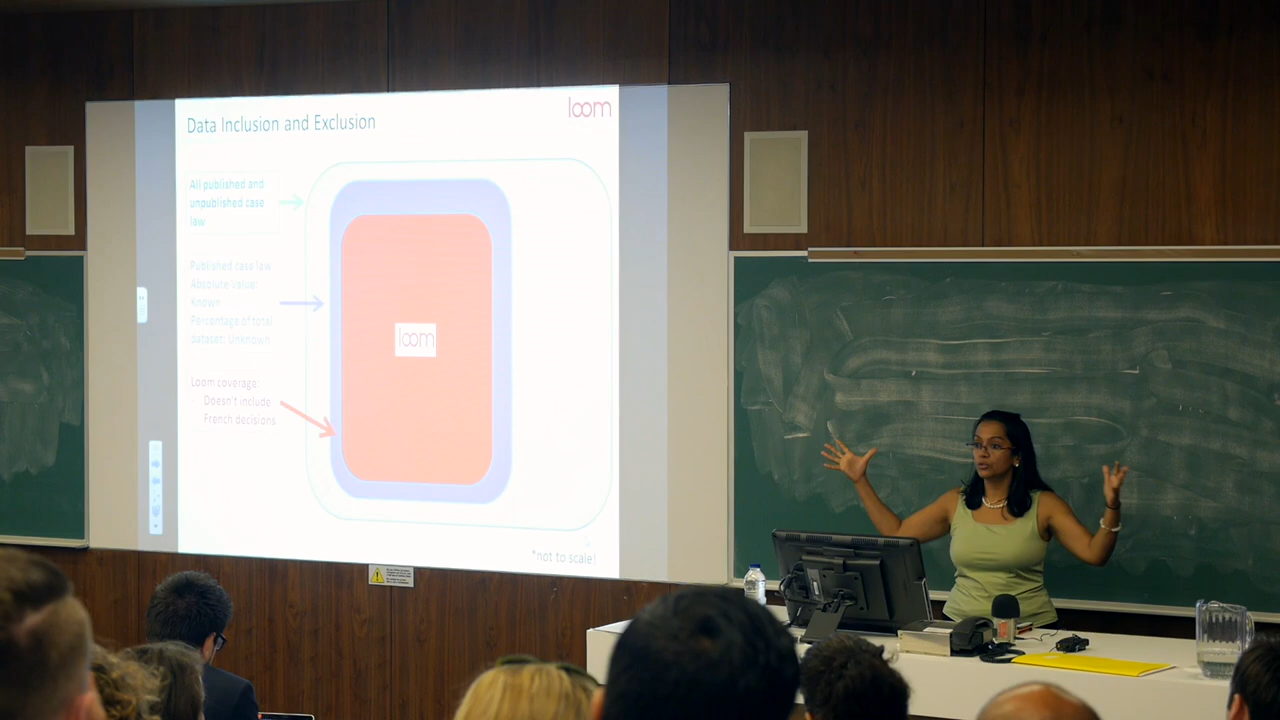 Data Inclusion and Exclusion
loom
All published and
unpublished case
law
Published case law
Absolute Value:
Known
Percentage of total
dataset: Unknown
Loom coverage
Doesn't include
French decisions
loom
*not to scale!